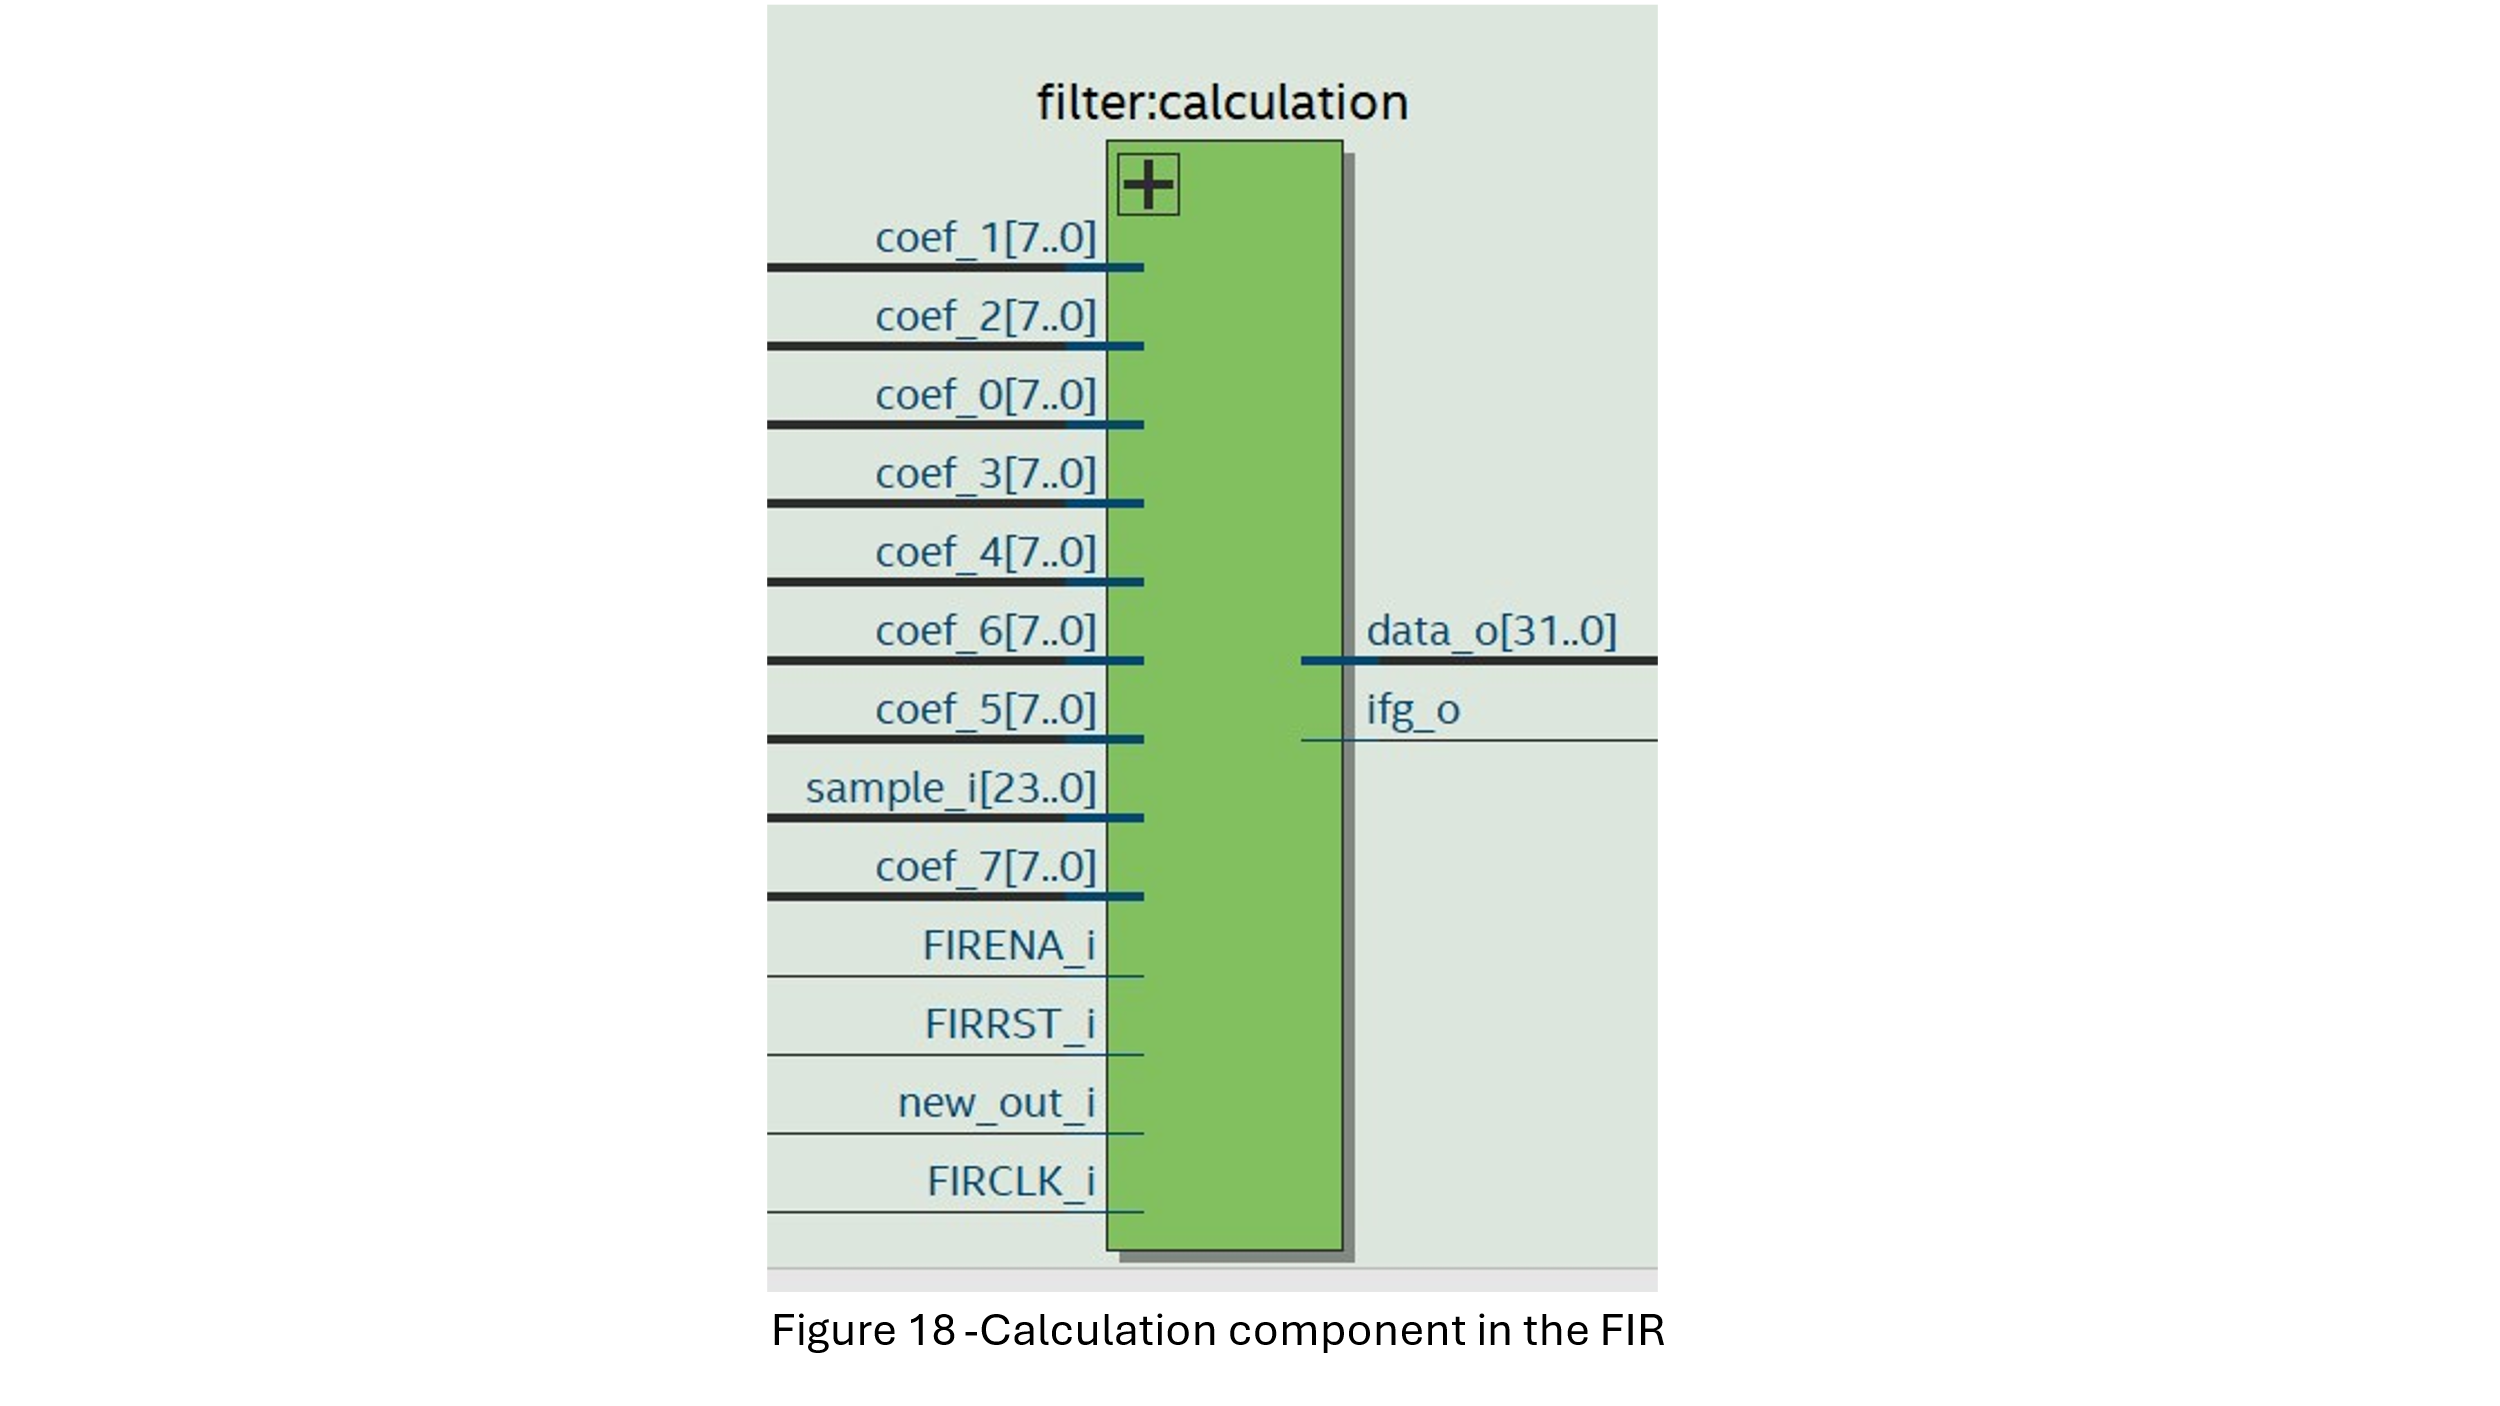 filter:calculation
coef_1[7..0]
coef_2[7..0]
coef_0[7..0]
coef_3[7..0]
coef_4[7..0]
coef_6[7..0]
data_o[31..0]
coef_5[7..0]
ifg_o
sample_i[23..0]
coef_7[7..0]
FIRENA_i
FIRRST_i
new_out_i
FIRCLK_i
Figure 18 -Calculation component in the FIR